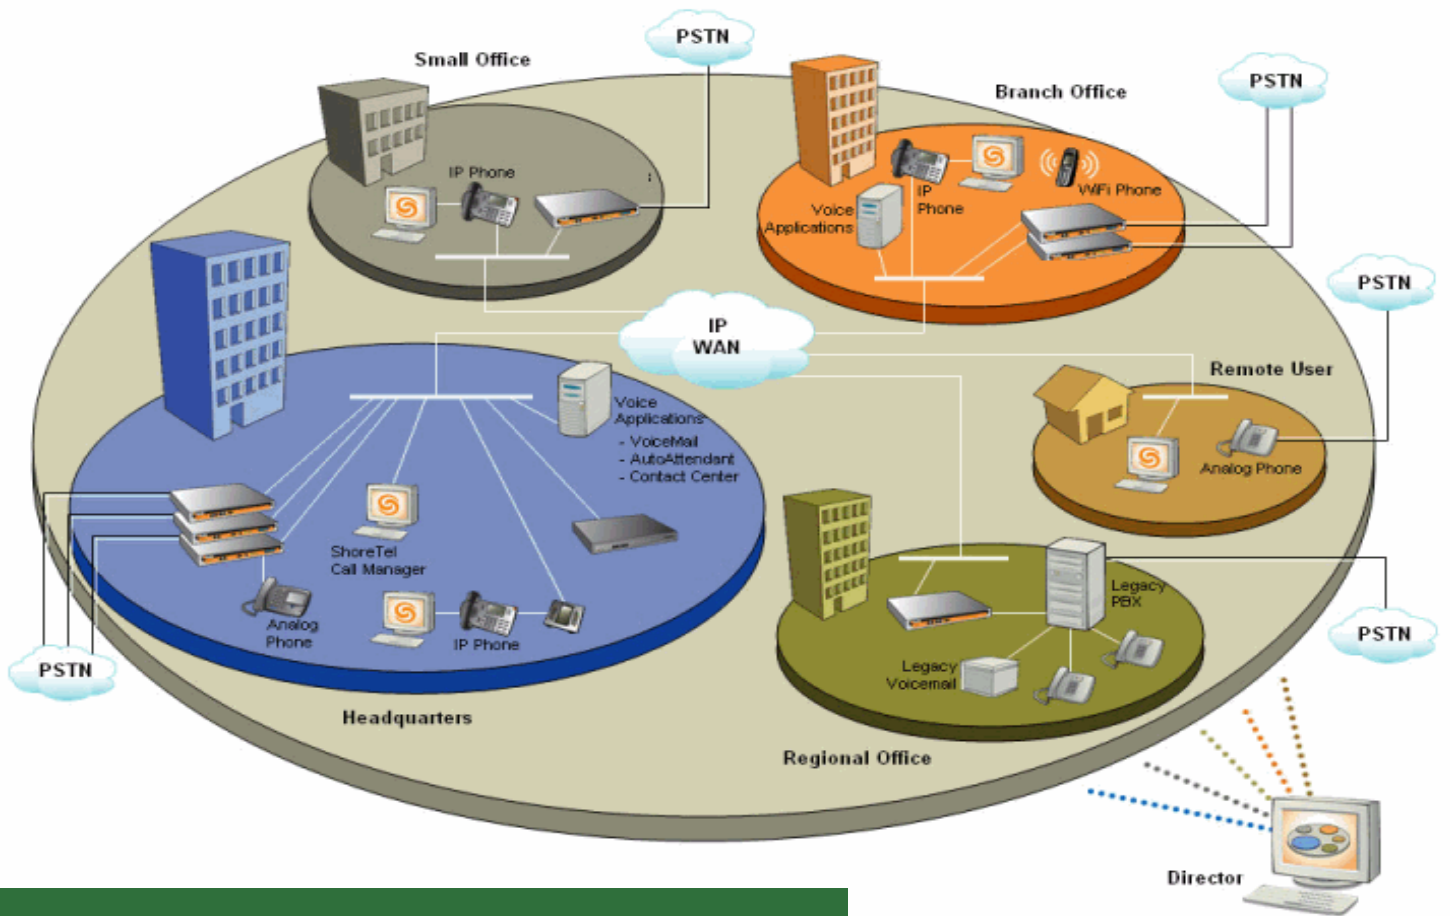 PSTN
Small Office
Branch Office
PSTN
IP Phone
IP
Phone
WiFi Phone
Voice
Applications
PSTN
IP
WAN
Remote User
Voice
Applications
- VoiceMail
- AutoAttendant
- Contact Center
Analog Phone
ShoreTel
Call Manager
Legacy
PBX
Analog
Phone
IP Phone
PSTN
Legacy
Voicemail
PSTN
Headquarters
Regional Office
Director